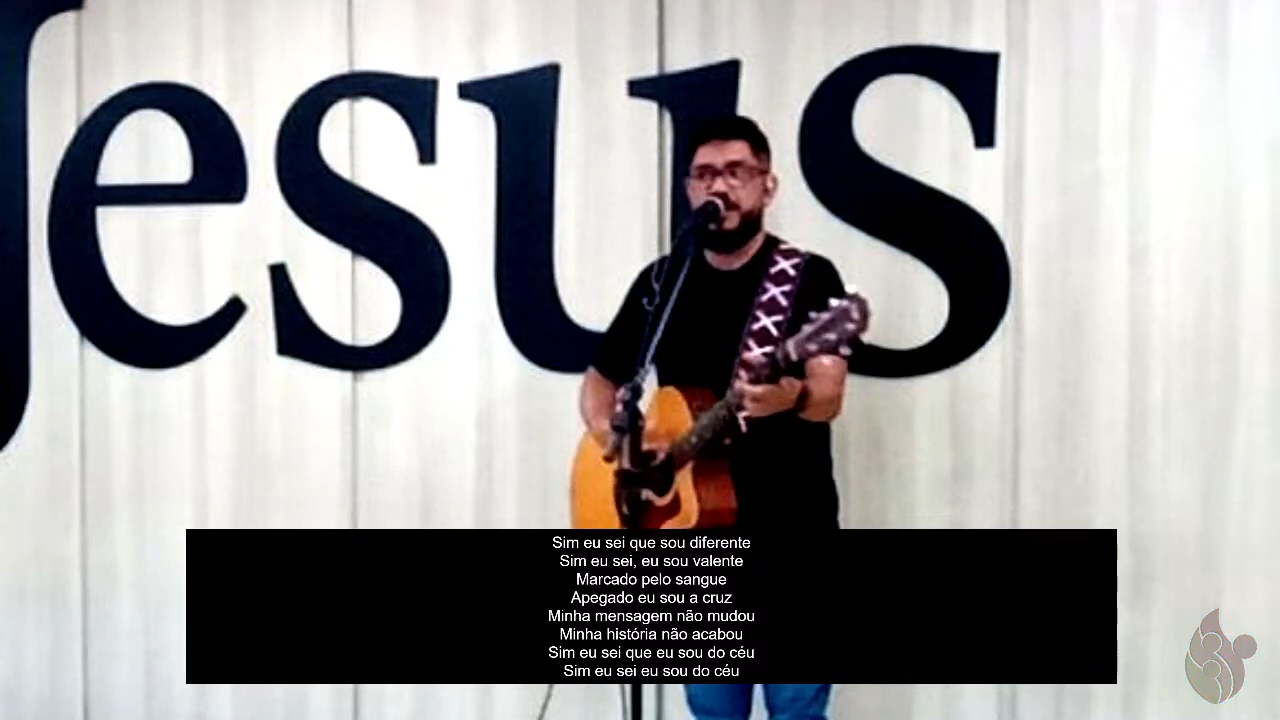 Jesus
Sim eu sei que sou diferente
Sim eu sei, eu sou valente
Marcado pelo sangue
Apegado eu sou a cruz
Minha mensagem não mudou
Minha história não acabou
Sim eu sei que eu sou do céu
Sim eu sei eu sou do céu